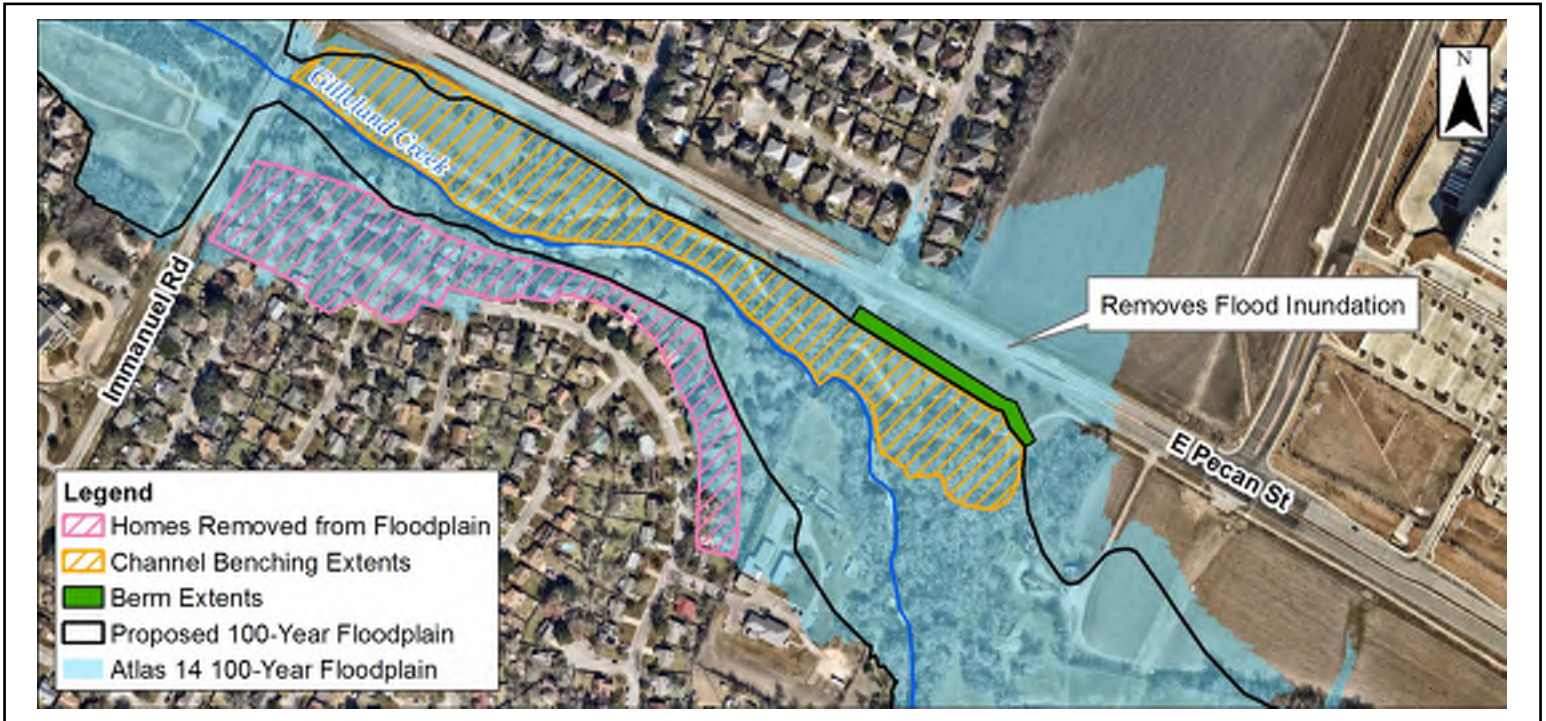 N
Gilleland Creek
Removes Flood Inundation
Immanuel Rd
E Pecan St
Legend
Homes Removed from Floodplain
Channel Benching Extents
Berm Extents
Proposed 100-Year Floodplain
Atlas 14 100-Year Floodplain